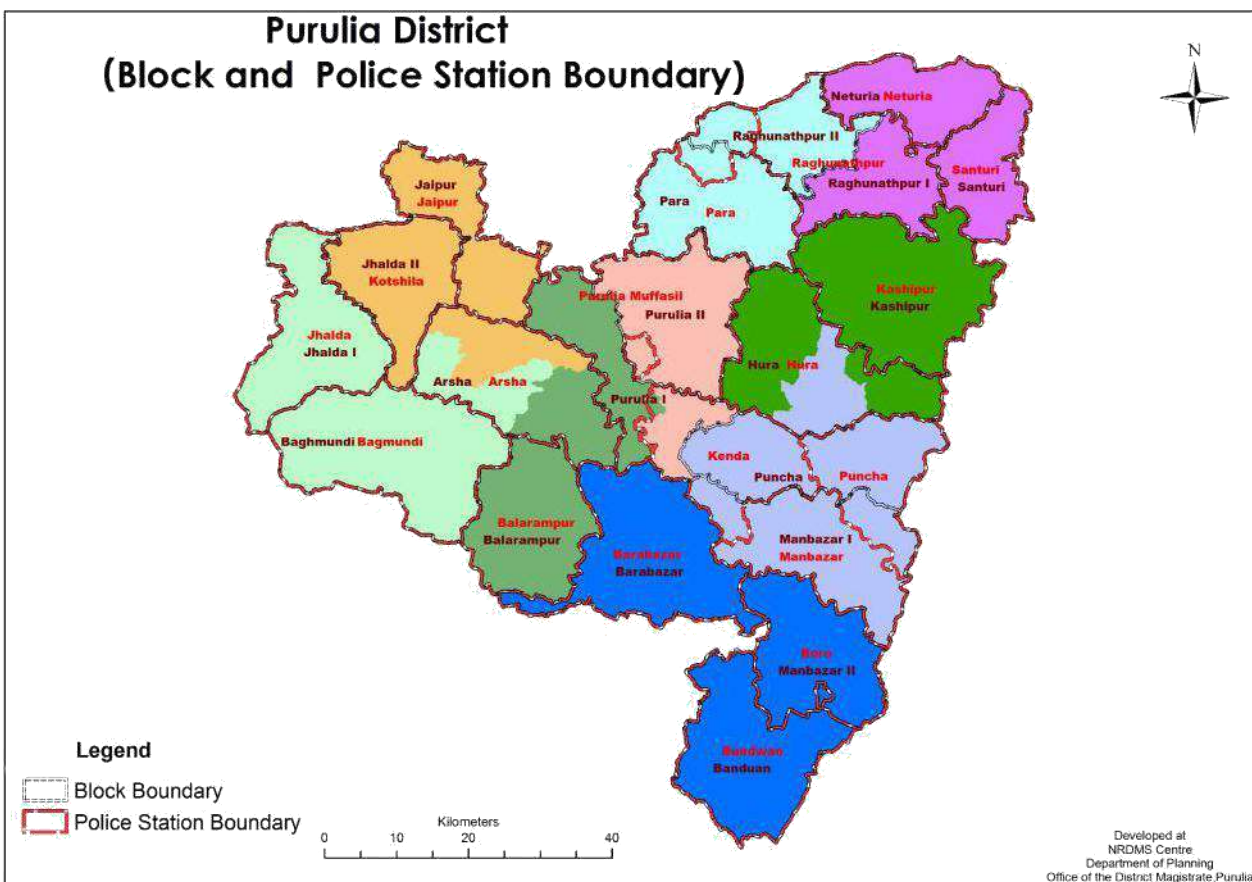 Purulia District
(Block and Police Station Boundary)
N
Neturia Neturia
Raghunathpur II
Raghunathpur
Santuri
Santuri
Raghunathpur I
Jaipur
Jaipur
Para
Para
Jhalda II
Kotshila
Purulia Muffasil
Purulia II
Kashipur
Kashipur
Jhalda
Jhalda I
Hura Hura
Arsha Arsha
Purulia I
Baghmundi Bagmundi
Kenda
Puncha
Puncha
Balarampur
Balarampur
Manbazar I
Manbazar
Barabazar
Barabazar
Boro
Manbazar II
Bundwan
Banduan
Legend
Block Boundary
Police Station Boundary
Kilometers
0 10 20 40
Developed at
NRDMS Centre
Department of Planning
Office of the District Magistrate,Purulia